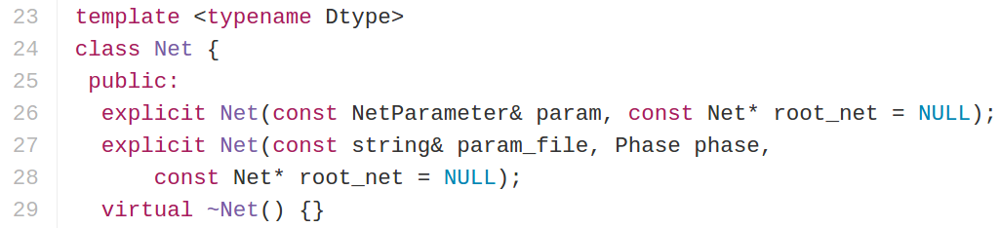 23 template <typename Dtype>
24 class Net {
25  public:
26   explicit Net(const NetParameter& param, const Net* root_net = NULL);
27   explicit Net(const string& param_file, Phase phase,
28       const Net* root_net = NULL);
29   virtual ~Net() {}